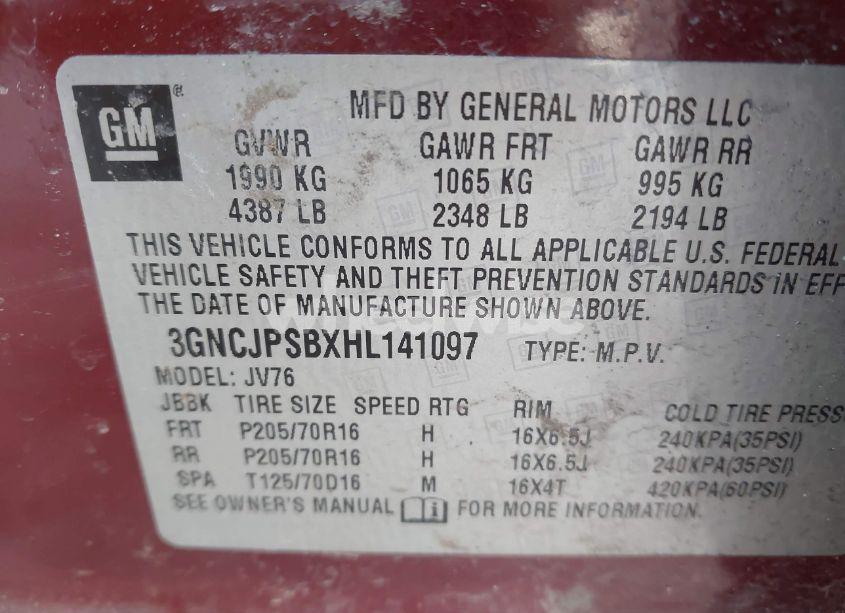 GM
MFD BY GENERAL MOTORS LLC
GVWR GAWR FRT GAWR RR
1990 KG 1065 KG 995 KG
4387 LB 2348 LB 2194 LB
THIS VEHICLE CONFORMS TO ALL APPLICABLE U.S. FEDERAL
VEHICLE SAFETY AND THEFT PREVENTION STANDARDS IN EFF
THE DATE OF MANUFACTURE SHOWN ABOVE.
3GNCJPSBXHL141097 TYPE: M.P.V.
MODEL: JV76
JBBK TIRE SIZE SPEED RTG RIM COLD TIRE PRESS
FRT P205/70R16 H 16X6.5J 240KPA(35PSI)
RR P205/70R16 H 16X6.5J 240KPA(35PSI)
SPA T125/70D16 M 16X4T 420KPA(60PSI)
SEE OWNER'S MANUAL FOR MORE INFORMATION.